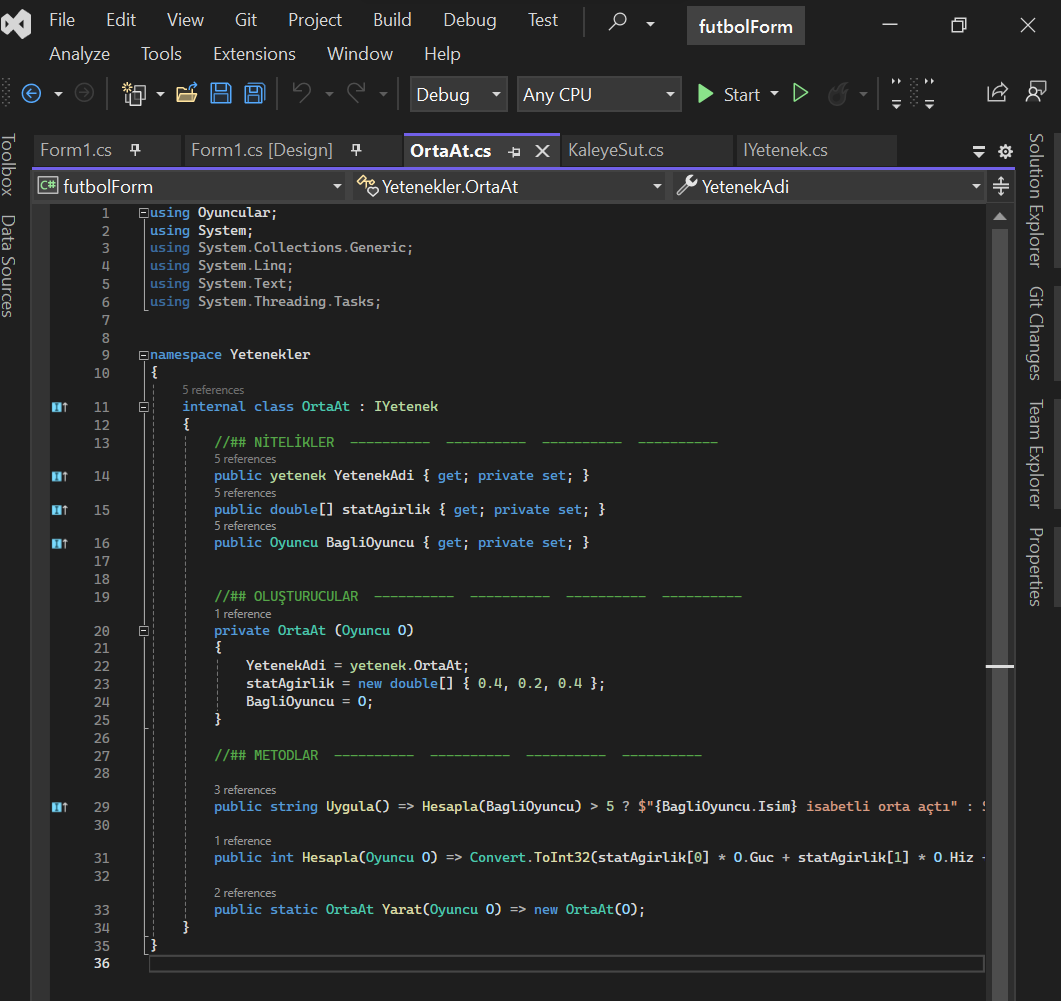 File Edit View Git Project Build Debug Test futbolForm
Analyze Tools Extensions Window Help
Debug Any CPU Start
Form1.cs Form1.cs [Design] OrtaAt.cs KaleyeSut.cs IYetenek.cs
C# futbolForm Yetenekler.OrtaAt YetenekAdi
Toolbox
Data Sources
1 using Oyuncular;
2 using System;
3 using System.Collections.Generic;
4 using System.Linq;
5 using System.Text;
6 using System.Threading.Tasks;
7
8
9 namespace Yetenekler
10 {
5 references
11 internal class OrtaAt : IYetenek
12 {
13 //## NİTELİKLER ---------- ---------- ---------- ----------
5 references
14 public yetenek YetenekAdi { get; private set; }
5 references
15 public double[] statAgirlik { get; private set; }
5 references
16 public Oyuncu BagliOyuncu { get; private set; }
17
18
19 //## OLUŞTURUCULAR ---------- ---------- ---------- ----------
1 reference
20 private OrtaAt (Oyuncu O)
21 {
22 YetenekAdi = yetenek.OrtaAt;
23 statAgirlik = new double[] { 0.4, 0.2, 0.4 };
24 BagliOyuncu = O;
25 }
26
27 //## METODLAR ---------- ---------- ---------- ----------
28
3 references
29 public string Uygula() => Hesapla(BagliOyuncu) > 5 ? $"{BagliOyuncu.Isim} isabetli orta açtı" :
30
1 reference
31 public int Hesapla(Oyuncu O) => Convert.ToInt32(statAgirlik[0] * O.Guc + statAgirlik[1] * O.Hiz
32
2 references
33 public static OrtaAt Yarat(Oyuncu O) => new OrtaAt(O);
34 }
35 }
36
Solution Explorer
Git Changes
Team Explorer
Properties